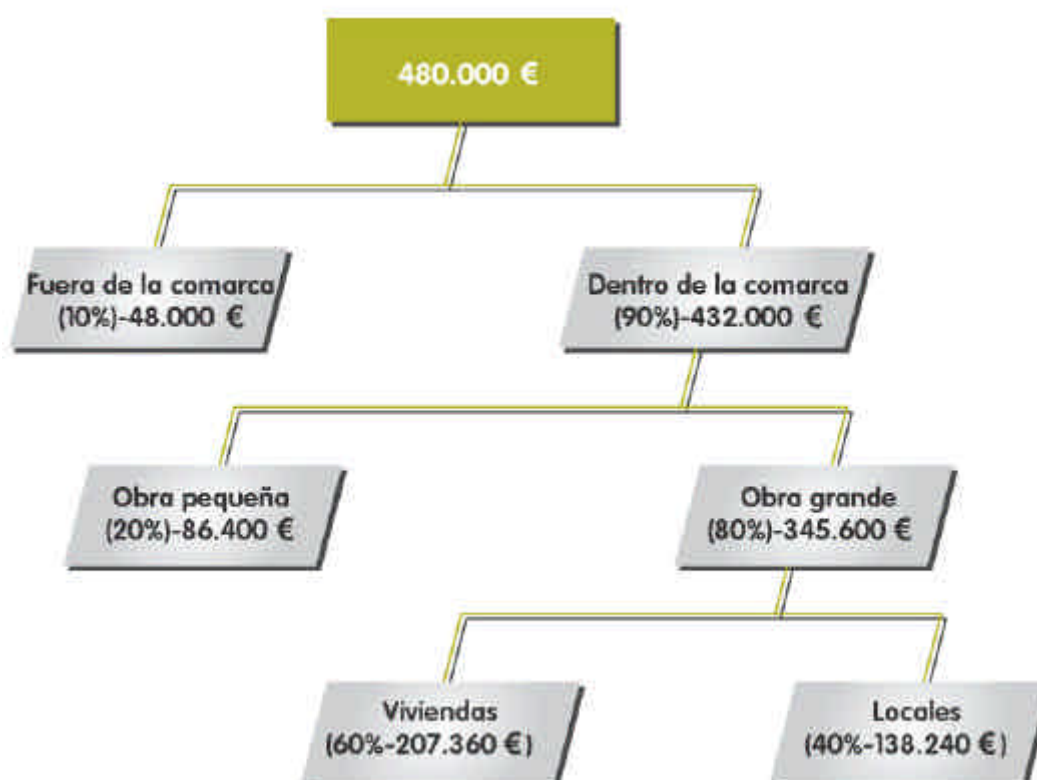 480.000 €
Fuera de la comarca
(10%)-48.000 €
Dentro de la comarca
(90%)-432.000 €
Obra pequeña
(20%)-86.400 €
Obra grande
(80%)-345.600 €
Viviendas
(60%-207.360 €)
Locales
(40%-138.240 €)